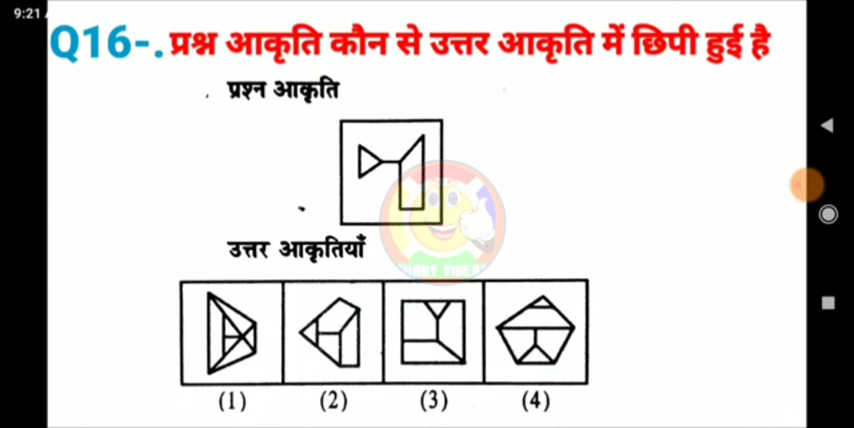 9:21
Q16-. प्रश्न आकृति कौन से उत्तर आकृति में छिपी हुई है
प्रश्न आकृति
उत्तर आकृतियाँ
(1) (2) (3) (4)